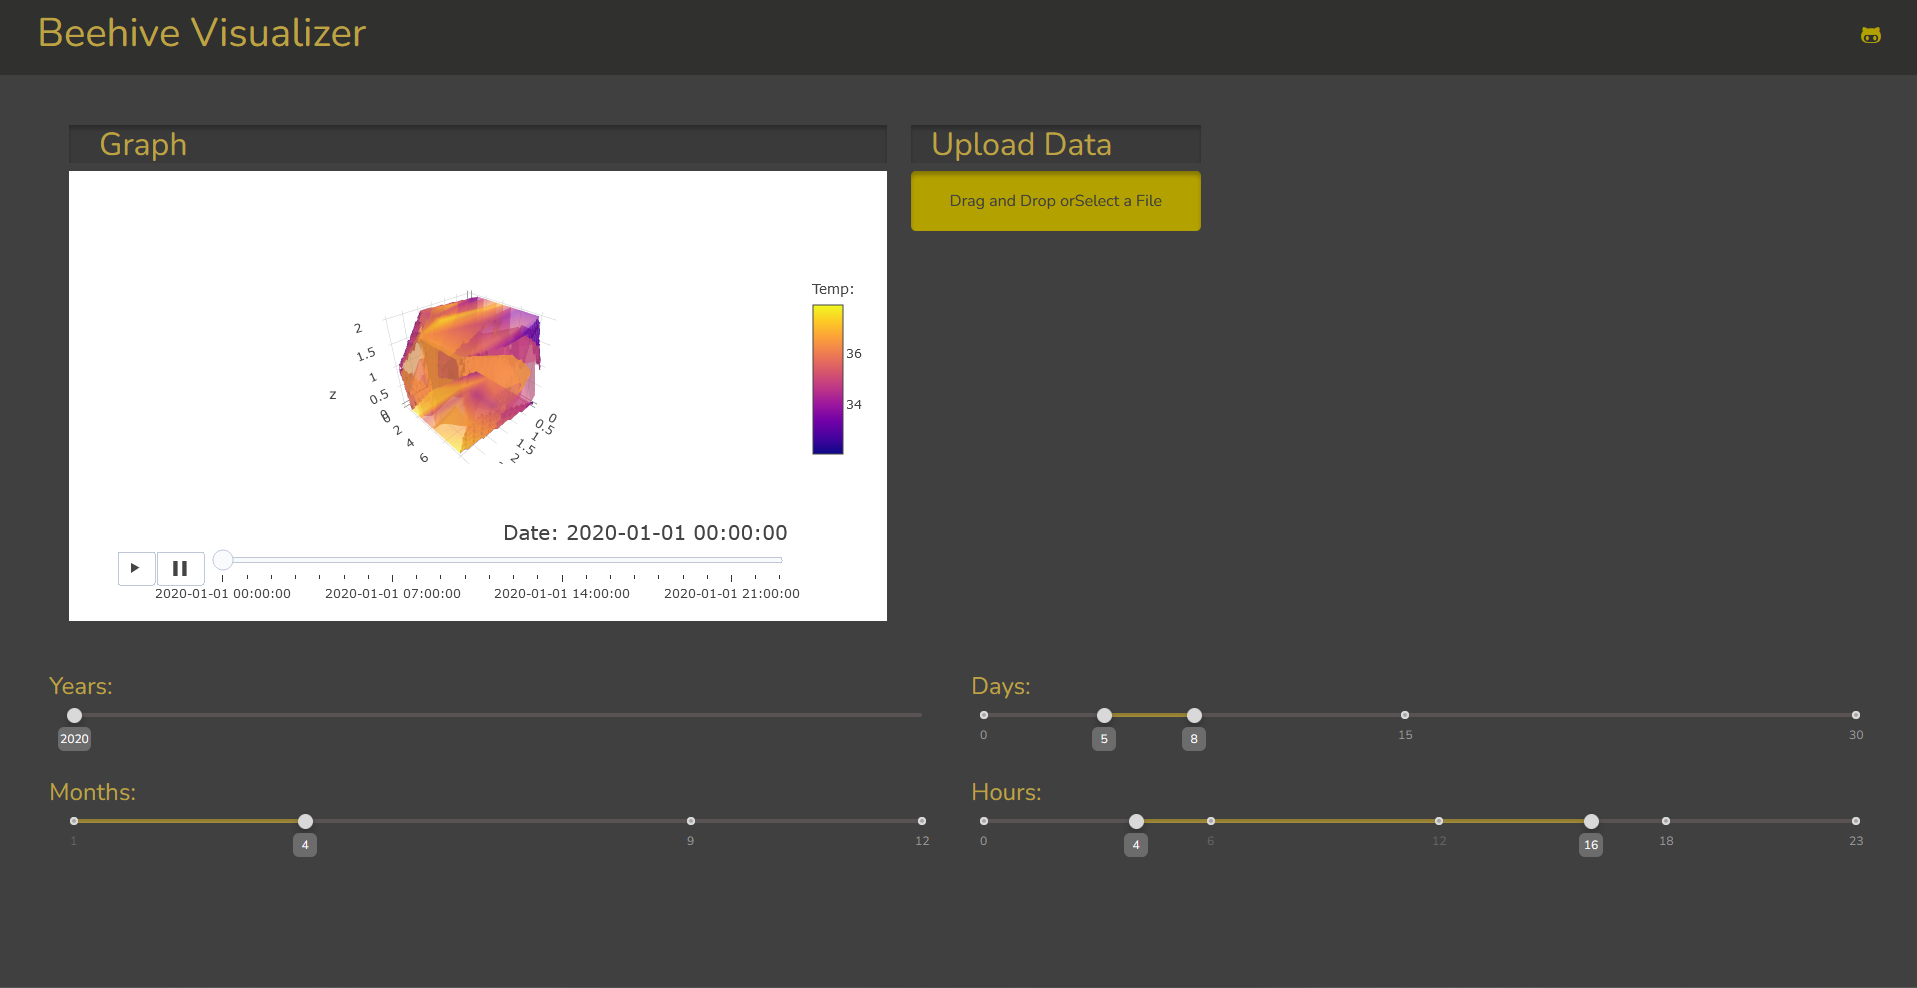 Beehive Visualizer
Graph
Upload Data
Drag and Drop orSelect a File
Temp:
36
34
2
1.5
1
0.5
0
z
0
2
4
6
0
0.5
1
1.5
2
Date: 2020-01-01 00:00:00
2020-01-01 00:00:00 2020-01-01 07:00:00 2020-01-01 14:00:00 2020-01-01 21:00:00
Years:
2020
Days:
0 5 8 15 30
Months:
1 4 9 12
Hours:
0 4 6 12 16 18 23